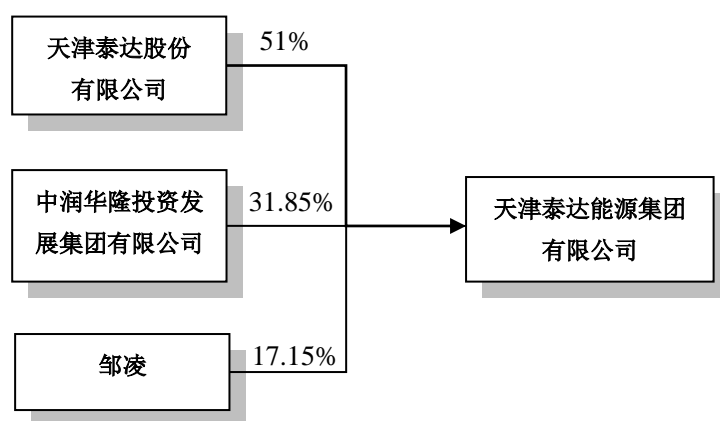 天津泰达股份
有限公司
51%
中润华隆投资发
展集团有限公司
31.85%
邹凌
17.15%
天津泰达能源集团
有限公司